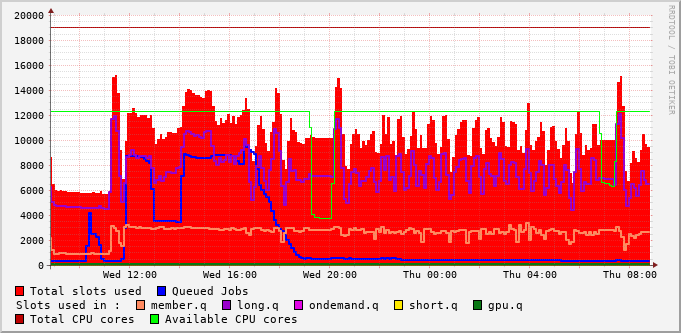 20000
18000
16000
14000
12000
10000
8000
6000
4000
2000
0
Wed 12:00 Wed 16:00 Wed 20:00 Thu 00:00 Thu 04:00 Thu 08:00
RRDTOOL / TOBI OETIKER
Total slots used Queued Jobs
Slots used in : member.q long.q ondemand.q short.q gpu.q
Total CPU cores Available CPU cores